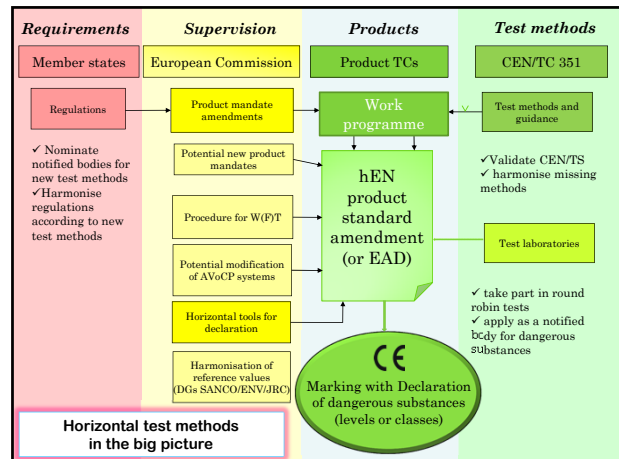 Requirements
Supervision
Products
Test methods
Member states
European Commission
Product TCs
CEN/TC 351
Regulations
Product mandate
amendments
Work
programme
Test methods and
guidance
✓ Nominate
notified bodies for
new test methods
✓Harmonise
regulations
according to new
test methods
Potential new product
mandates
Procedure for W(F)T
Potential modification
of AVoCP systems
Horizontal tools for
declaration
Harmonisation of
reference values
(DGs SANCO/ENV/JRC)
hEN
product
standard
amendment
(or EAD)
CE
Marking with Declaration
of dangerous substances
(levels or classes)
✓Validate CEN/TS
✓ harmonise missing
methods
Test laboratories
✓ take part in round
robin tests
✓ apply as a notified
body for dangerous
substances
Horizontal test methods
in the big picture